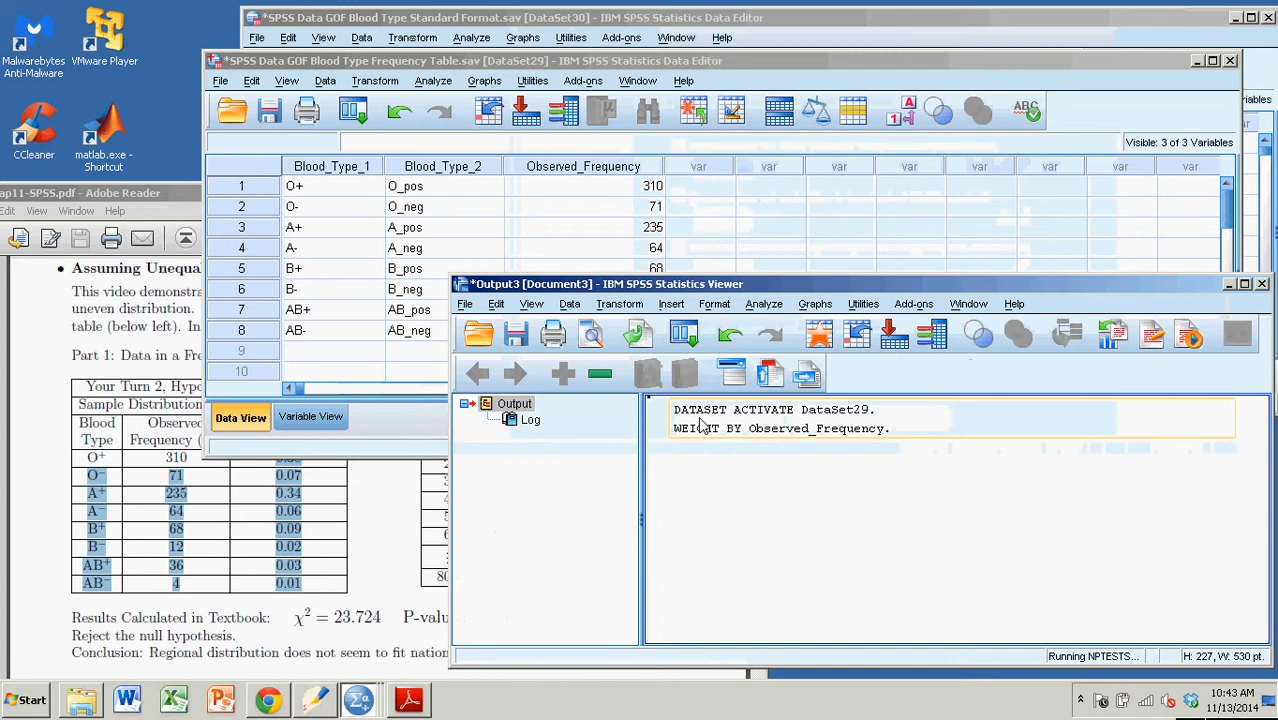 Malwarebytes
Anti-Malware
VMware Player
CCleaner
matlab.exe -
Shortcut
*SPSS Data GOF Blood Type Standard Format.sav [DataSet30] - IBM SPSS Statistics Data Editor
File Edit View Data Transform Analyze Graphs Utilities Add-ons Window Help
*SPSS Data GOF Blood Type Frequency Table.sav [DataSet29] - IBM SPSS Statistics Data Editor
File Edit View Data Transform Analyze Graphs Utilities Add-ons Window Help
Visible: 3 of 3 Variables
Blood_Type_1 Blood_Type_2 Observed_Frequency var var var var var var var var
1 O+ O_pos 310
2 O- O_neg 71
3 A+ A_pos 235
4 A- A_neg 64
5 B+ B_pos 68
6 B- B_neg
7 AB+ AB_pos
8 AB- AB_neg
9
10
Data View Variable View
ariables
ap11-SPSS.pdf - Adobe Reader
Edit View Window Help
• Assuming Unequa
This video demonstra
uneven distribution.
table (below left). In
Part 1: Data in a Fre
Your Turn 2, Hypo
Sample Distribution
Blood Observed
Type Frequency
O+ 310
O− 71 0.07
A+ 235 0.34
A− 64 0.06
B+ 68 0.09
B− 12 0.02
AB+ 36 0.03
AB− 4 0.01
80
Results Calculated in Textbook: χ² = 23.724 P-valu
Reject the null hypothesis.
Conclusion: Regional distribution does not seem to fit nation
*Output3 [Document3] - IBM SPSS Statistics Viewer
File Edit View Data Transform Insert Format Analyze Graphs Utilities Add-ons Window Help
Output
Log
DATASET ACTIVATE DataSet29.
WEIGHT BY Observed_Frequency.
Running NPTESTS... H: 227, W: 530 pt.
Start
10:43 AM
11/13/2014